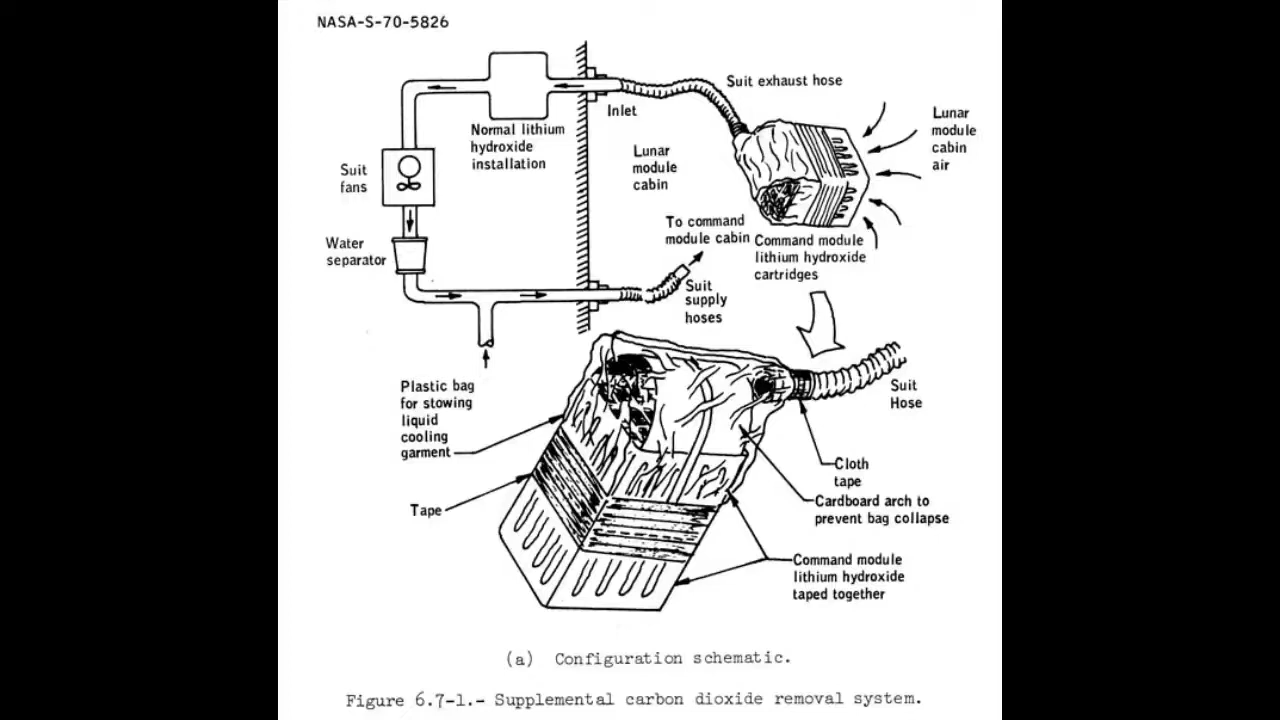 NASA-S-70-5826
Suit exhaust hose
Inlet
Normal lithium
hydroxide
installation
Lunar
module
cabin
air
Lunar
module
cabin
Suit
fans
To command
module cabin
Command module
lithium hydroxide
cartridges
Water
separator
Suit
supply
hoses
Plastic bag
for stowing
liquid
cooling
garment
Suit
Hose
Cloth
tape
Tape
Cardboard arch to
prevent bag collapse
Command module
lithium hydroxide
taped together
(a) Configuration schematic.
Figure 6.7-1.- Supplemental carbon dioxide removal system.